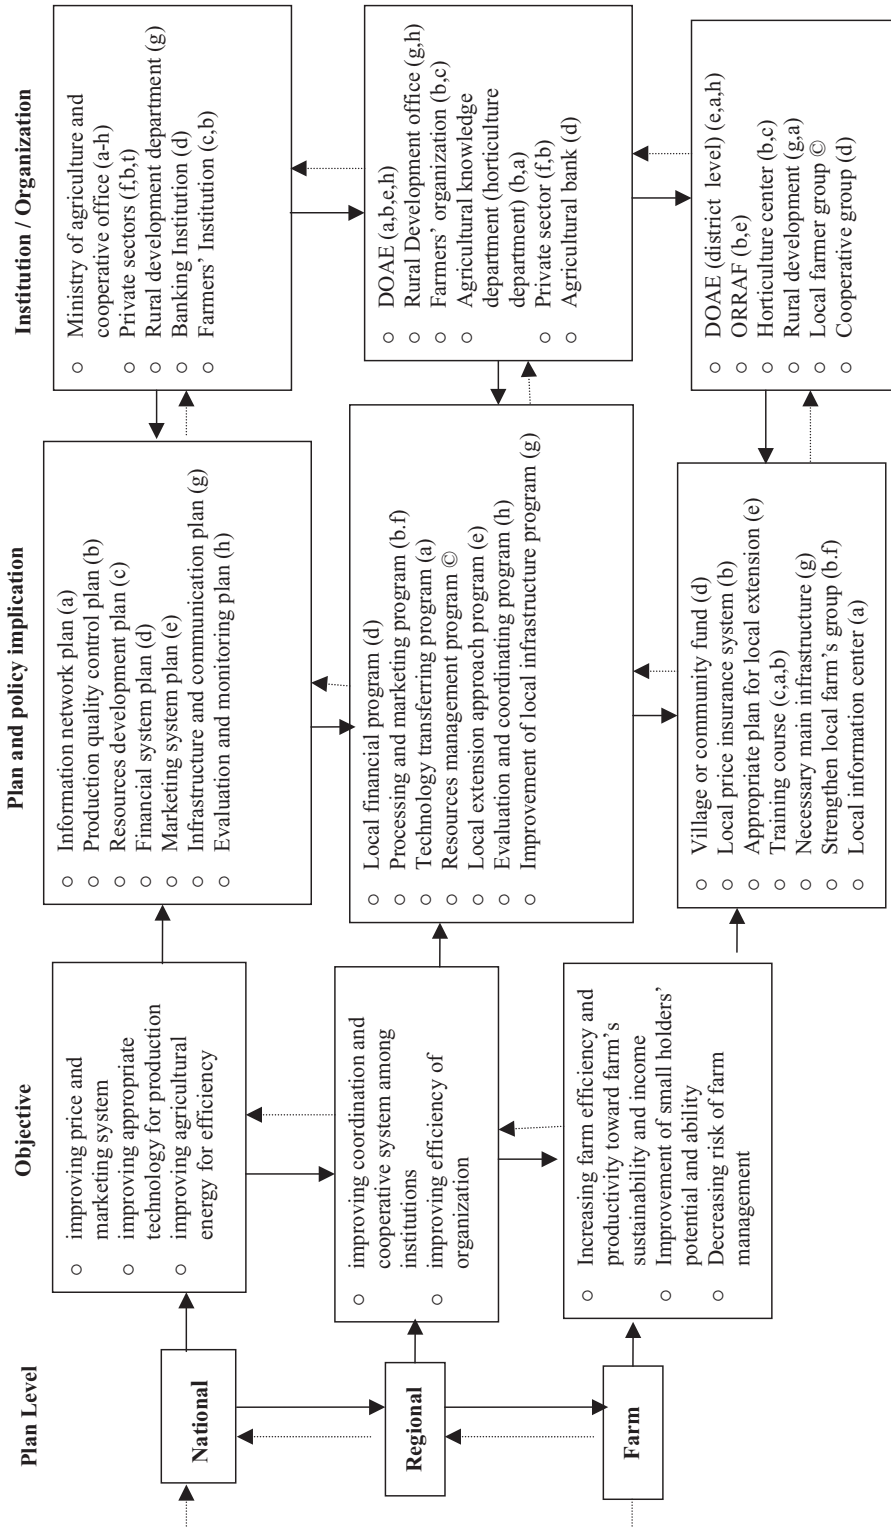 Plan Level
Objective
Plan and policy implication
Institution / Organization
National
○ improving price and
marketing system
○ improving appropriate
technology for production
○ improving agricultural
energy for efficiency
○ Information network plan (a)
○ Production quality control plan (b)
○ Resources development plan (c)
○ Financial system plan (d)
○ Marketing system plan (e)
○ Infrastructure and communication plan (g)
○ Evaluation and monitoring plan (h)
○ Ministry of agriculture and
cooperative office (a-h)
○ Private sectors (f,b,t)
○ Rural development department (g)
○ Banking Institution (d)
○ Farmers' Institution (c,b)
Regional
○ improving coordination and
cooperative system among
institutions
○ improving efficiency of
organization
○ Local financial program (d)
○ Processing and marketing program (b.f)
○ Technology transferring program (a)
○ Resources management program ©
○ Local extension approach program (e)
○ Evaluation and coordinating program (h)
○ Improvement of local infrastructure program (g)
○ DOAE (a,b,e,h)
○ Rural Development office (g,h)
○ Farmers' organization (b,c)
○ Agricultural knowledge
department (horticulture
department) (b,a)
○ Private sector (f,b)
○ Agricultural bank (d)
Farm
○ Increasing farm efficiency and
productivity toward farm's
sustainability and income
○ Improvement of small holders'
potential and ability
○ Decreasing risk of farm
management
○ Village or community fund (d)
○ Local price insurance system (b)
○ Appropriate plan for local extension (e)
○ Training course (c,a,b)
○ Necessary main infrastructure (g)
○ Strengthen local farm's group (b.f)
○ Local information center (a)
○ DOAE (district level) (e,a,h)
○ ORRAF (b,e)
○ Horticulture center (b,c)
○ Rural development (g,a)
○ Local farmer group ©
○ Cooperative group (d)